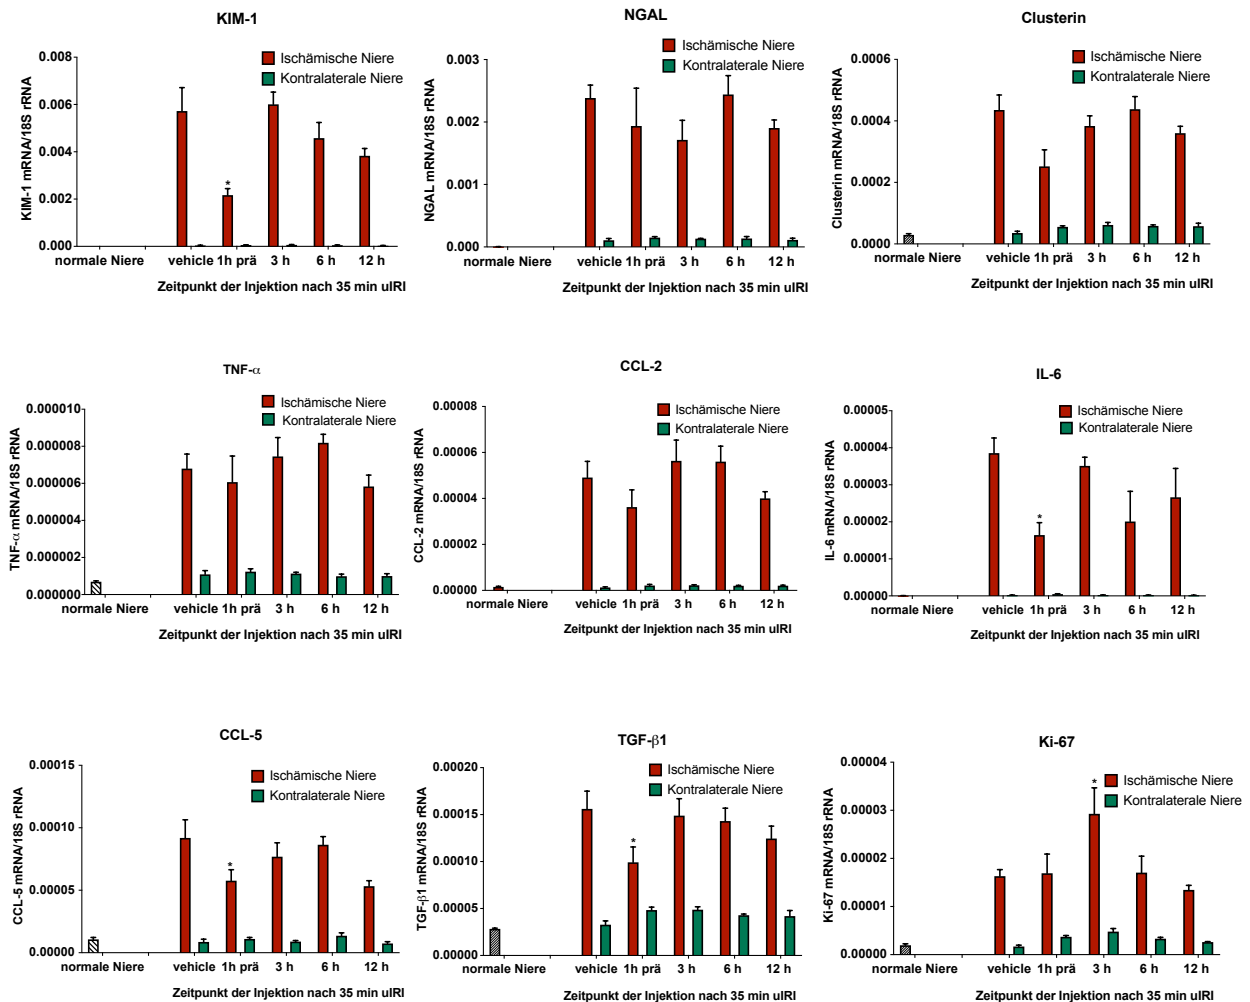 KIM-1
Ischämische Niere
Kontralaterale Niere
KIM-1 mRNA/18S rRNA
0.008
0.006
0.004
0.002
0.000
*
normale Niere vehicle 1h prä 3 h 6 h 12 h
Zeitpunkt der Injektion nach 35 min uIRI
NGAL
Ischämische Niere
Kontralaterale Niere
NGAL mRNA/18S rRNA
0.003
0.002
0.001
0.000
normale Niere vehicle 1h prä 3 h 6 h 12 h
Zeitpunkt der Injektion nach 35 min uIRI
Clusterin
Ischämische Niere
Kontralaterale Niere
Clusterin mRNA/18S rRNA
0.0006
0.0004
0.0002
0.0000
normale Niere vehicle 1h prä 3 h 6 h 12 h
Zeitpunkt der Injektion nach 35 min uIRI
TNF-α
Ischämische Niere
Kontralaterale Niere
TNF-α mRNA/18S rRNA
0.000010
0.000008
0.000006
0.000004
0.000002
0.000000
normale Niere vehicle 1h prä 3 h 6 h 12 h
Zeitpunkt der Injektion nach 35 min uIRI
CCL-2
Ischämische Niere
Kontralaterale Niere
CCL-2 mRNA/18S rRNA
0.00008
0.00006
0.00004
0.00002
0.00000
normale Niere vehicle 1h prä 3 h 6 h 12 h
Zeitpunkt der Injektion nach 35 min uIRI
IL-6
Ischämische Niere
Kontralaterale Niere
IL-6 mRNA/18S rRNA
0.00005
0.00004
0.00003
0.00002
0.00001
0.00000
*
normale Niere vehicle 1h prä 3 h 6 h 12 h
Zeitpunkt der Injektion nach 35 min uIRI
CCL-5
Ischämische Niere
Kontralaterale Niere
CCL-5 mRNA/18S rRNA
0.00015
0.00010
0.00005
0.00000
*
normale Niere vehicle 1h prä 3 h 6 h 12 h
Zeitpunkt der Injektion nach 35 min uIRI
TGF-β1
Ischämische Niere
Kontralaterale Niere
TGF-β1 mRNA/18S rRNA
0.00020
0.00015
0.00010
0.00005
0.00000
*
normale Niere vehicle 1h prä 3 h 6 h 12 h
Zeitpunkt der Injektion nach 35 min uIRI
Ki-67
Ischämische Niere
Kontralaterale Niere
Ki-67 mRNA/18S rRNA
0.00004
0.00003
0.00002
0.00001
0.00000
*
normale Niere vehicle 1h prä 3 h 6 h 12 h
Zeitpunkt der Injektion nach 35 min uIRI